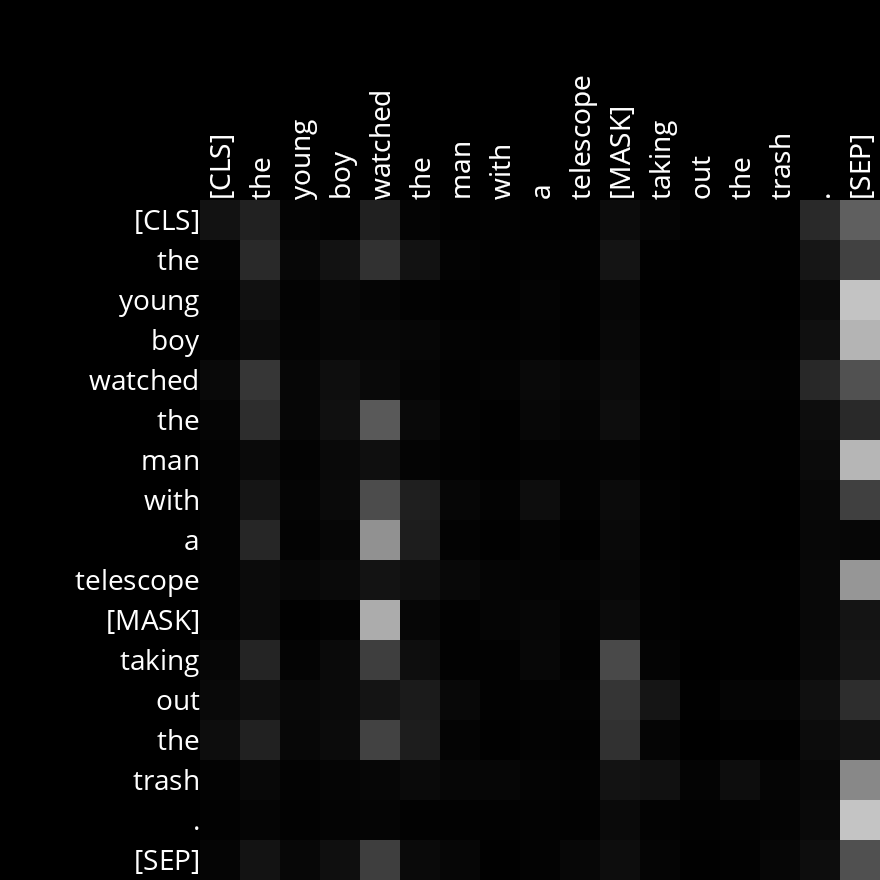 [CLS] the young boy watched the man with a telescope [MASK] taking out the trash . [SEP]
[CLS]
the
young
boy
watched
the
man
with
a
telescope
[MASK]
taking
out
the
trash
.
[SEP]